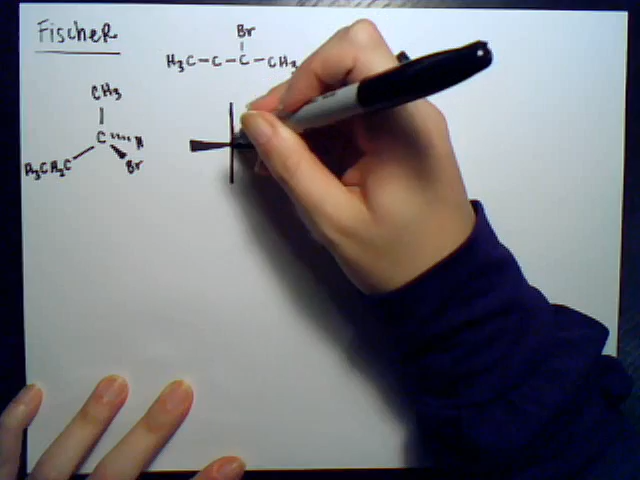 FischeR
Br
H3C-C-C-CH3
CH3
C H
H3CH2C Br